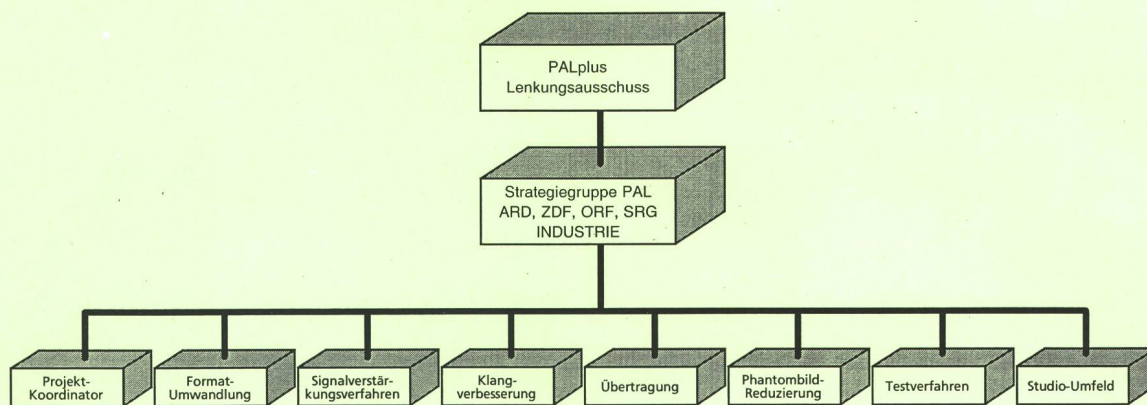 PALplus
Lenkungsausschuss
Strategiegruppe PAL
ARD, ZDF, ORF, SRG
INDUSTRIE
Projekt-
Koordinator
Format-
Umwandlung
Signalverstär-
kungsverfahren
Klang-
verbesserung
Übertragung
Phantombild-
Reduzierung
Testverfahren
Studio-Umfeld